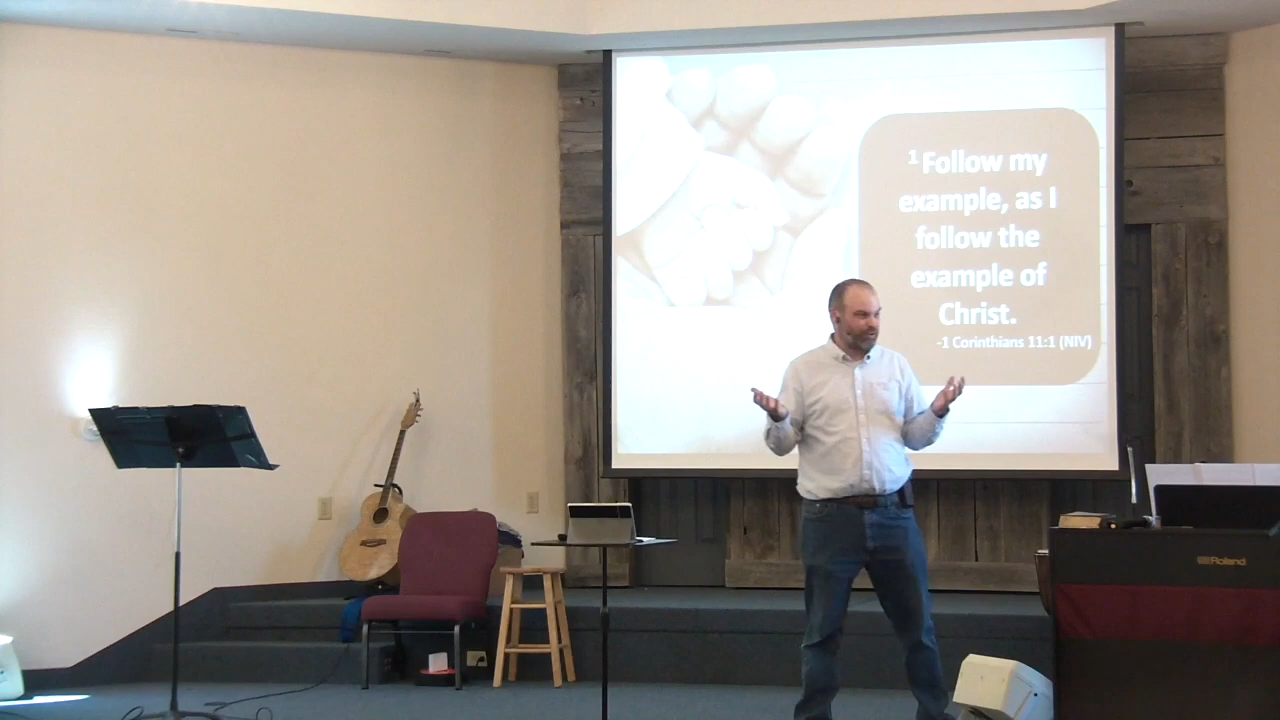 1 Follow my
example, as I
follow the
example of
Christ.
-1 Corinthians 11:1 (NIV)
Roland